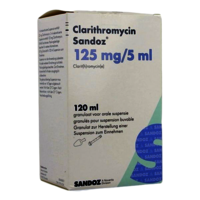 Clarithromycin
Sandoz®
125 mg/5 ml
Clarithromycine
120 ml
granulaat voor orale suspensie
granulés pour suspension buvable
Granulat zur Herstellung einer
Suspension zum Einnehmen
SANDOZ